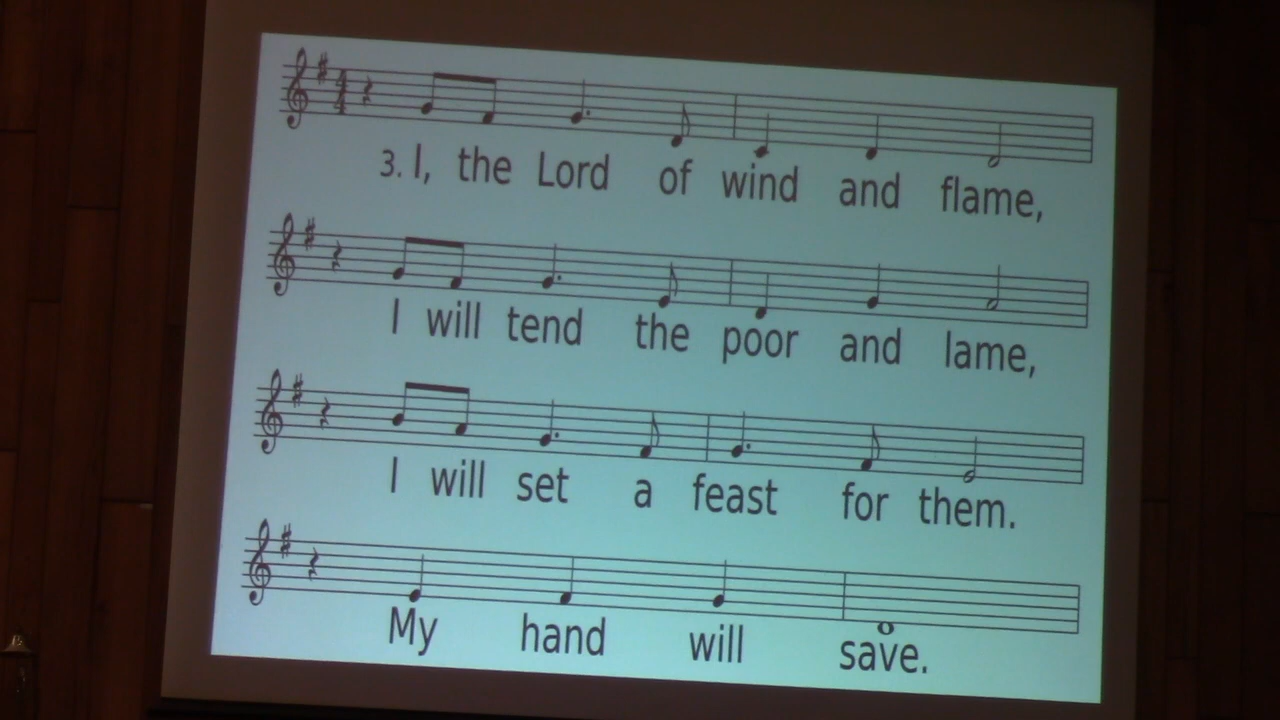 3. I, the Lord of wind and flame,
I will tend the poor and lame,
I will set a feast for them.
My hand will save.